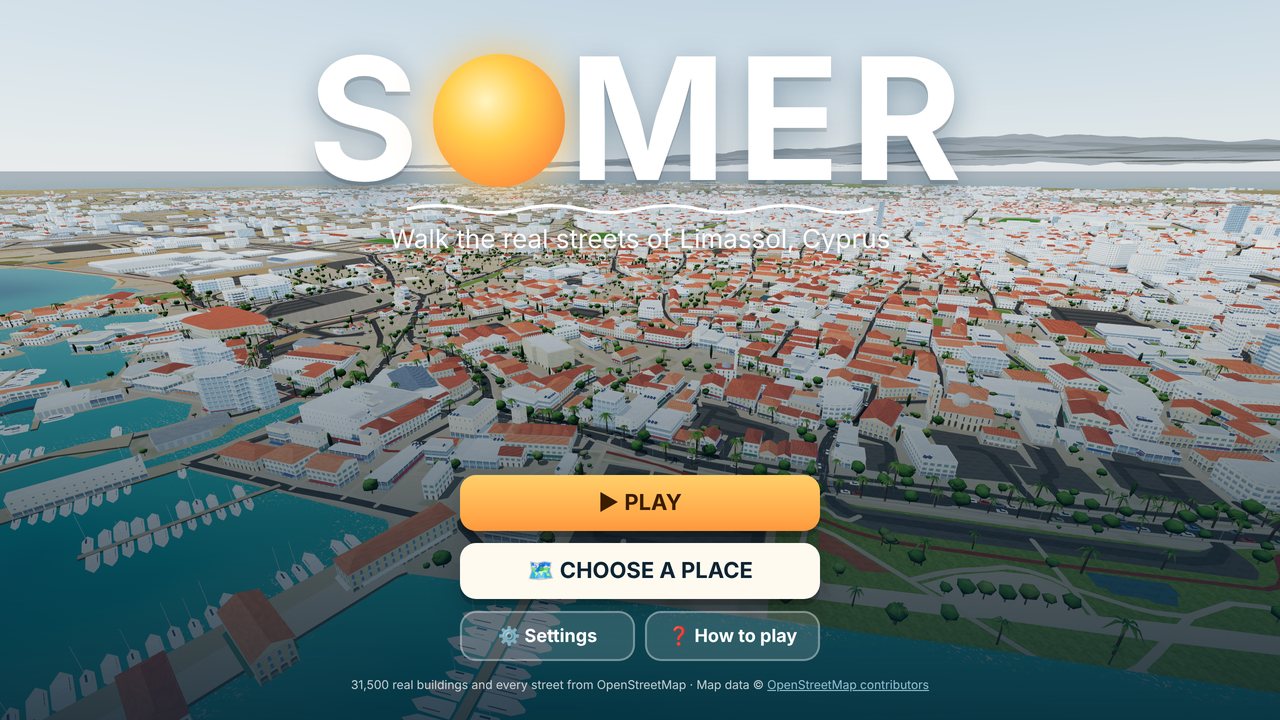 SOMER
Walk the real streets of Limassol, Cyprus
▶ PLAY
🗺️ CHOOSE A PLACE
⚙️ Settings
❓ How to play
31,500 real buildings and every street from OpenStreetMap · Map data © OpenStreetMap contributors